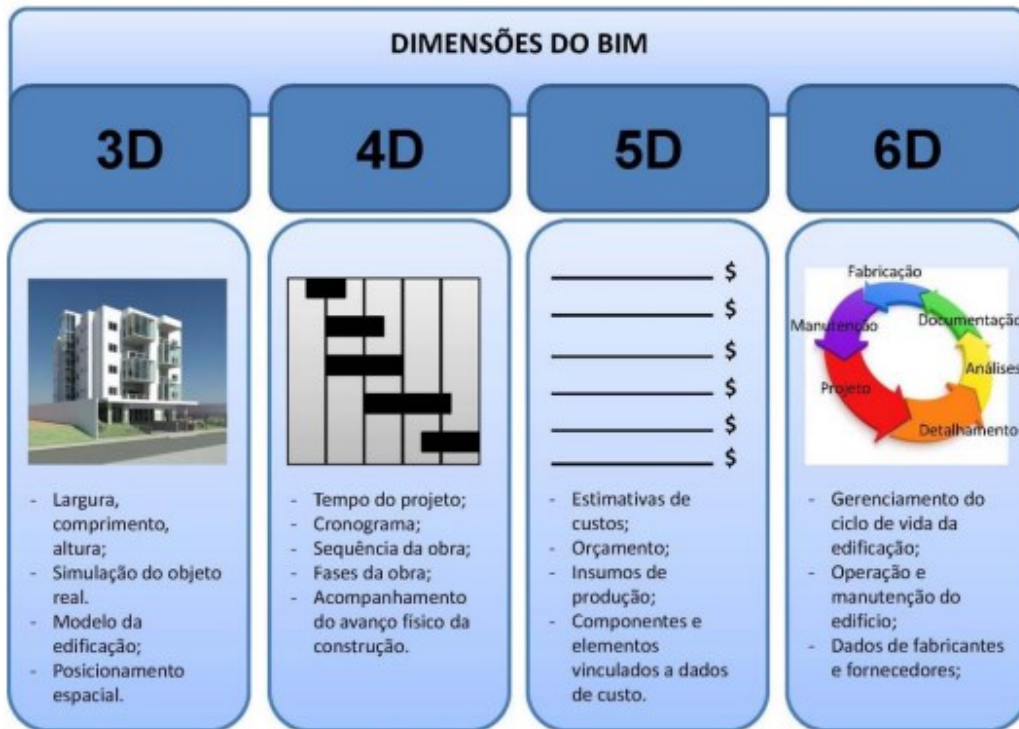 DIMENSÕES DO BIM
3D
4D
5D
6D
- Largura,
comprimento,
altura;
- Simulação do objeto
real.
- Modelo da
edificação;
- Posicionamento
espacial.
- Tempo do projeto;
- Cronograma;
- Sequência da obra;
- Fases da obra;
- Acompanhamento
do avanço físico da
construção.
$
$
$
$
$
$
- Estimativas de
custos;
- Orçamento;
- Insumos de
produção;
- Componentes e
elementos
vinculados a dados
de custo.
Fabricação
Documentação
Manutenção
Análises
Projeto
Detalhamento
- Gerenciamento do
ciclo de vida da
edificação;
- Operação e
manutenção do
edificio;
- Dados de fabricantes
e fornecedores;